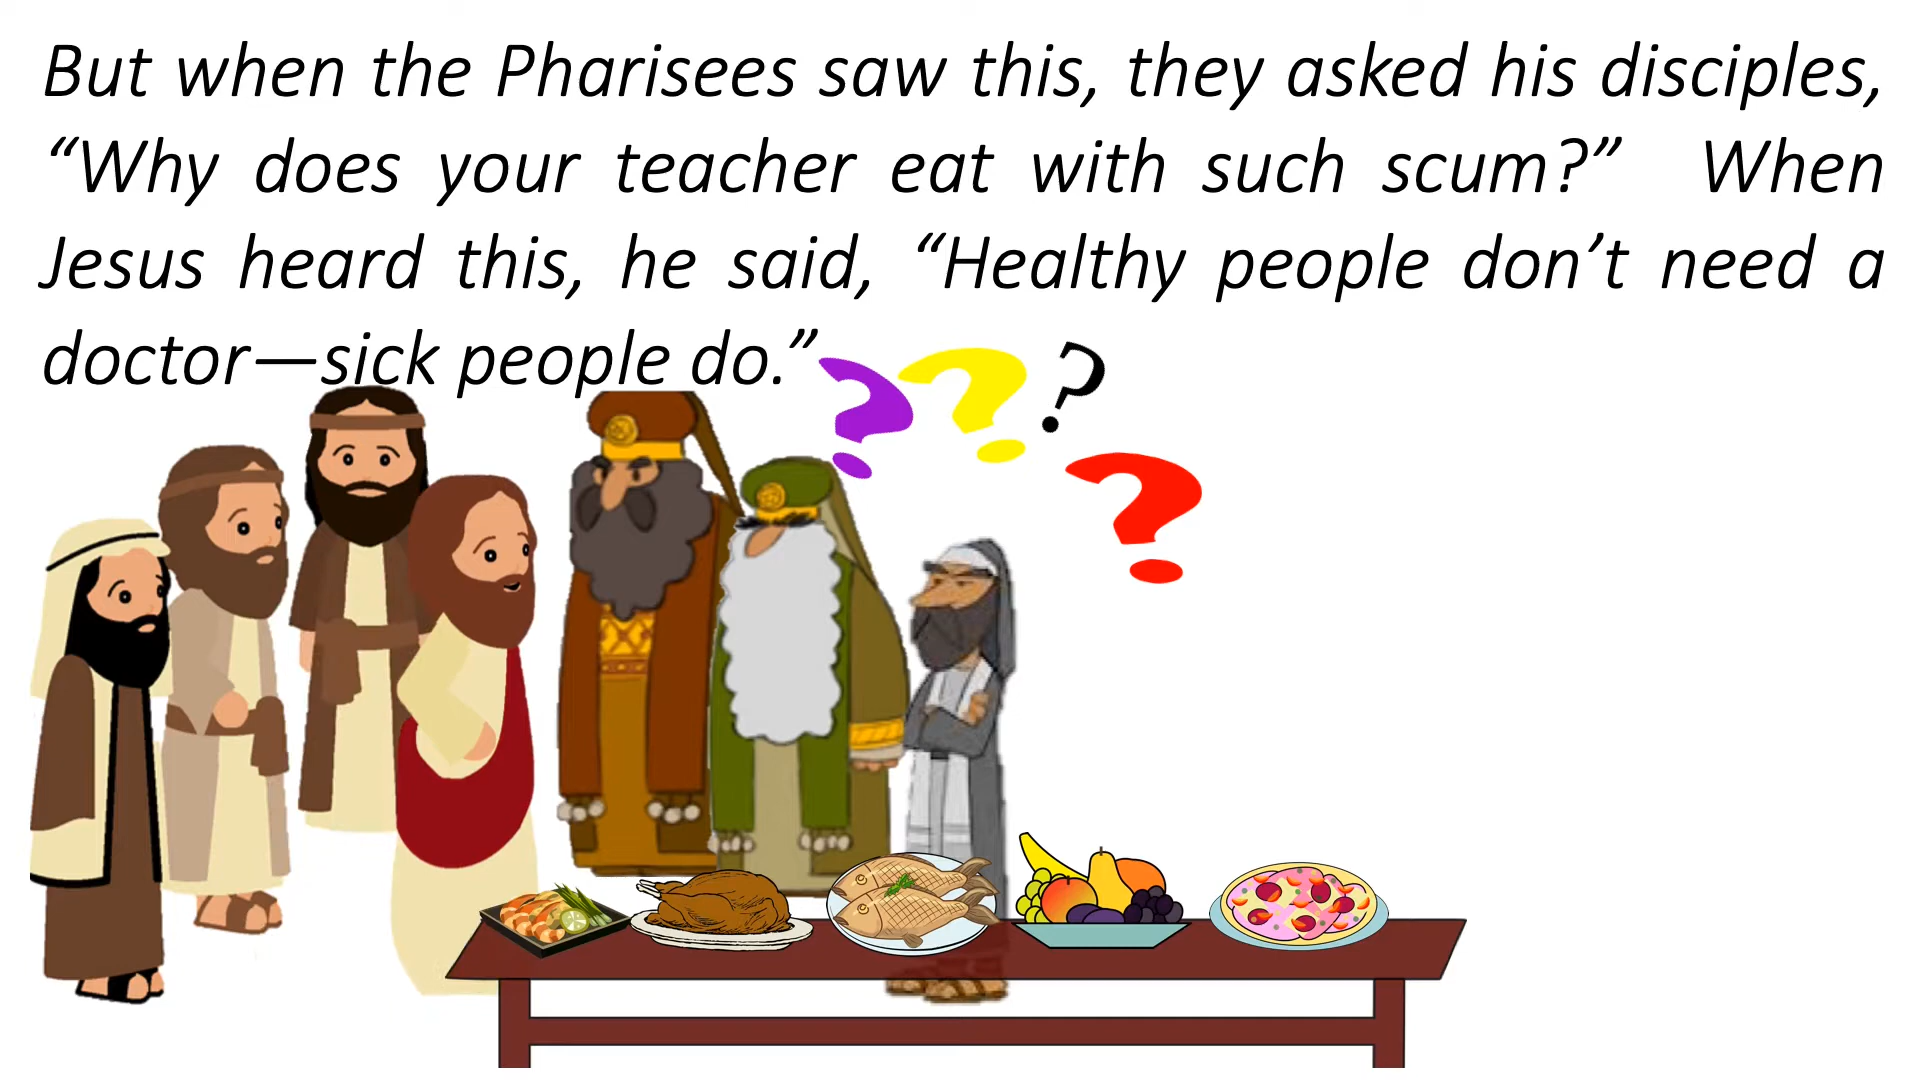 But when the Pharisees saw this, they asked his disciples,
“Why does your teacher eat with such scum?” When
Jesus heard this, he said, “Healthy people don’t need a
doctor—sick people do.”
? ? ?
?